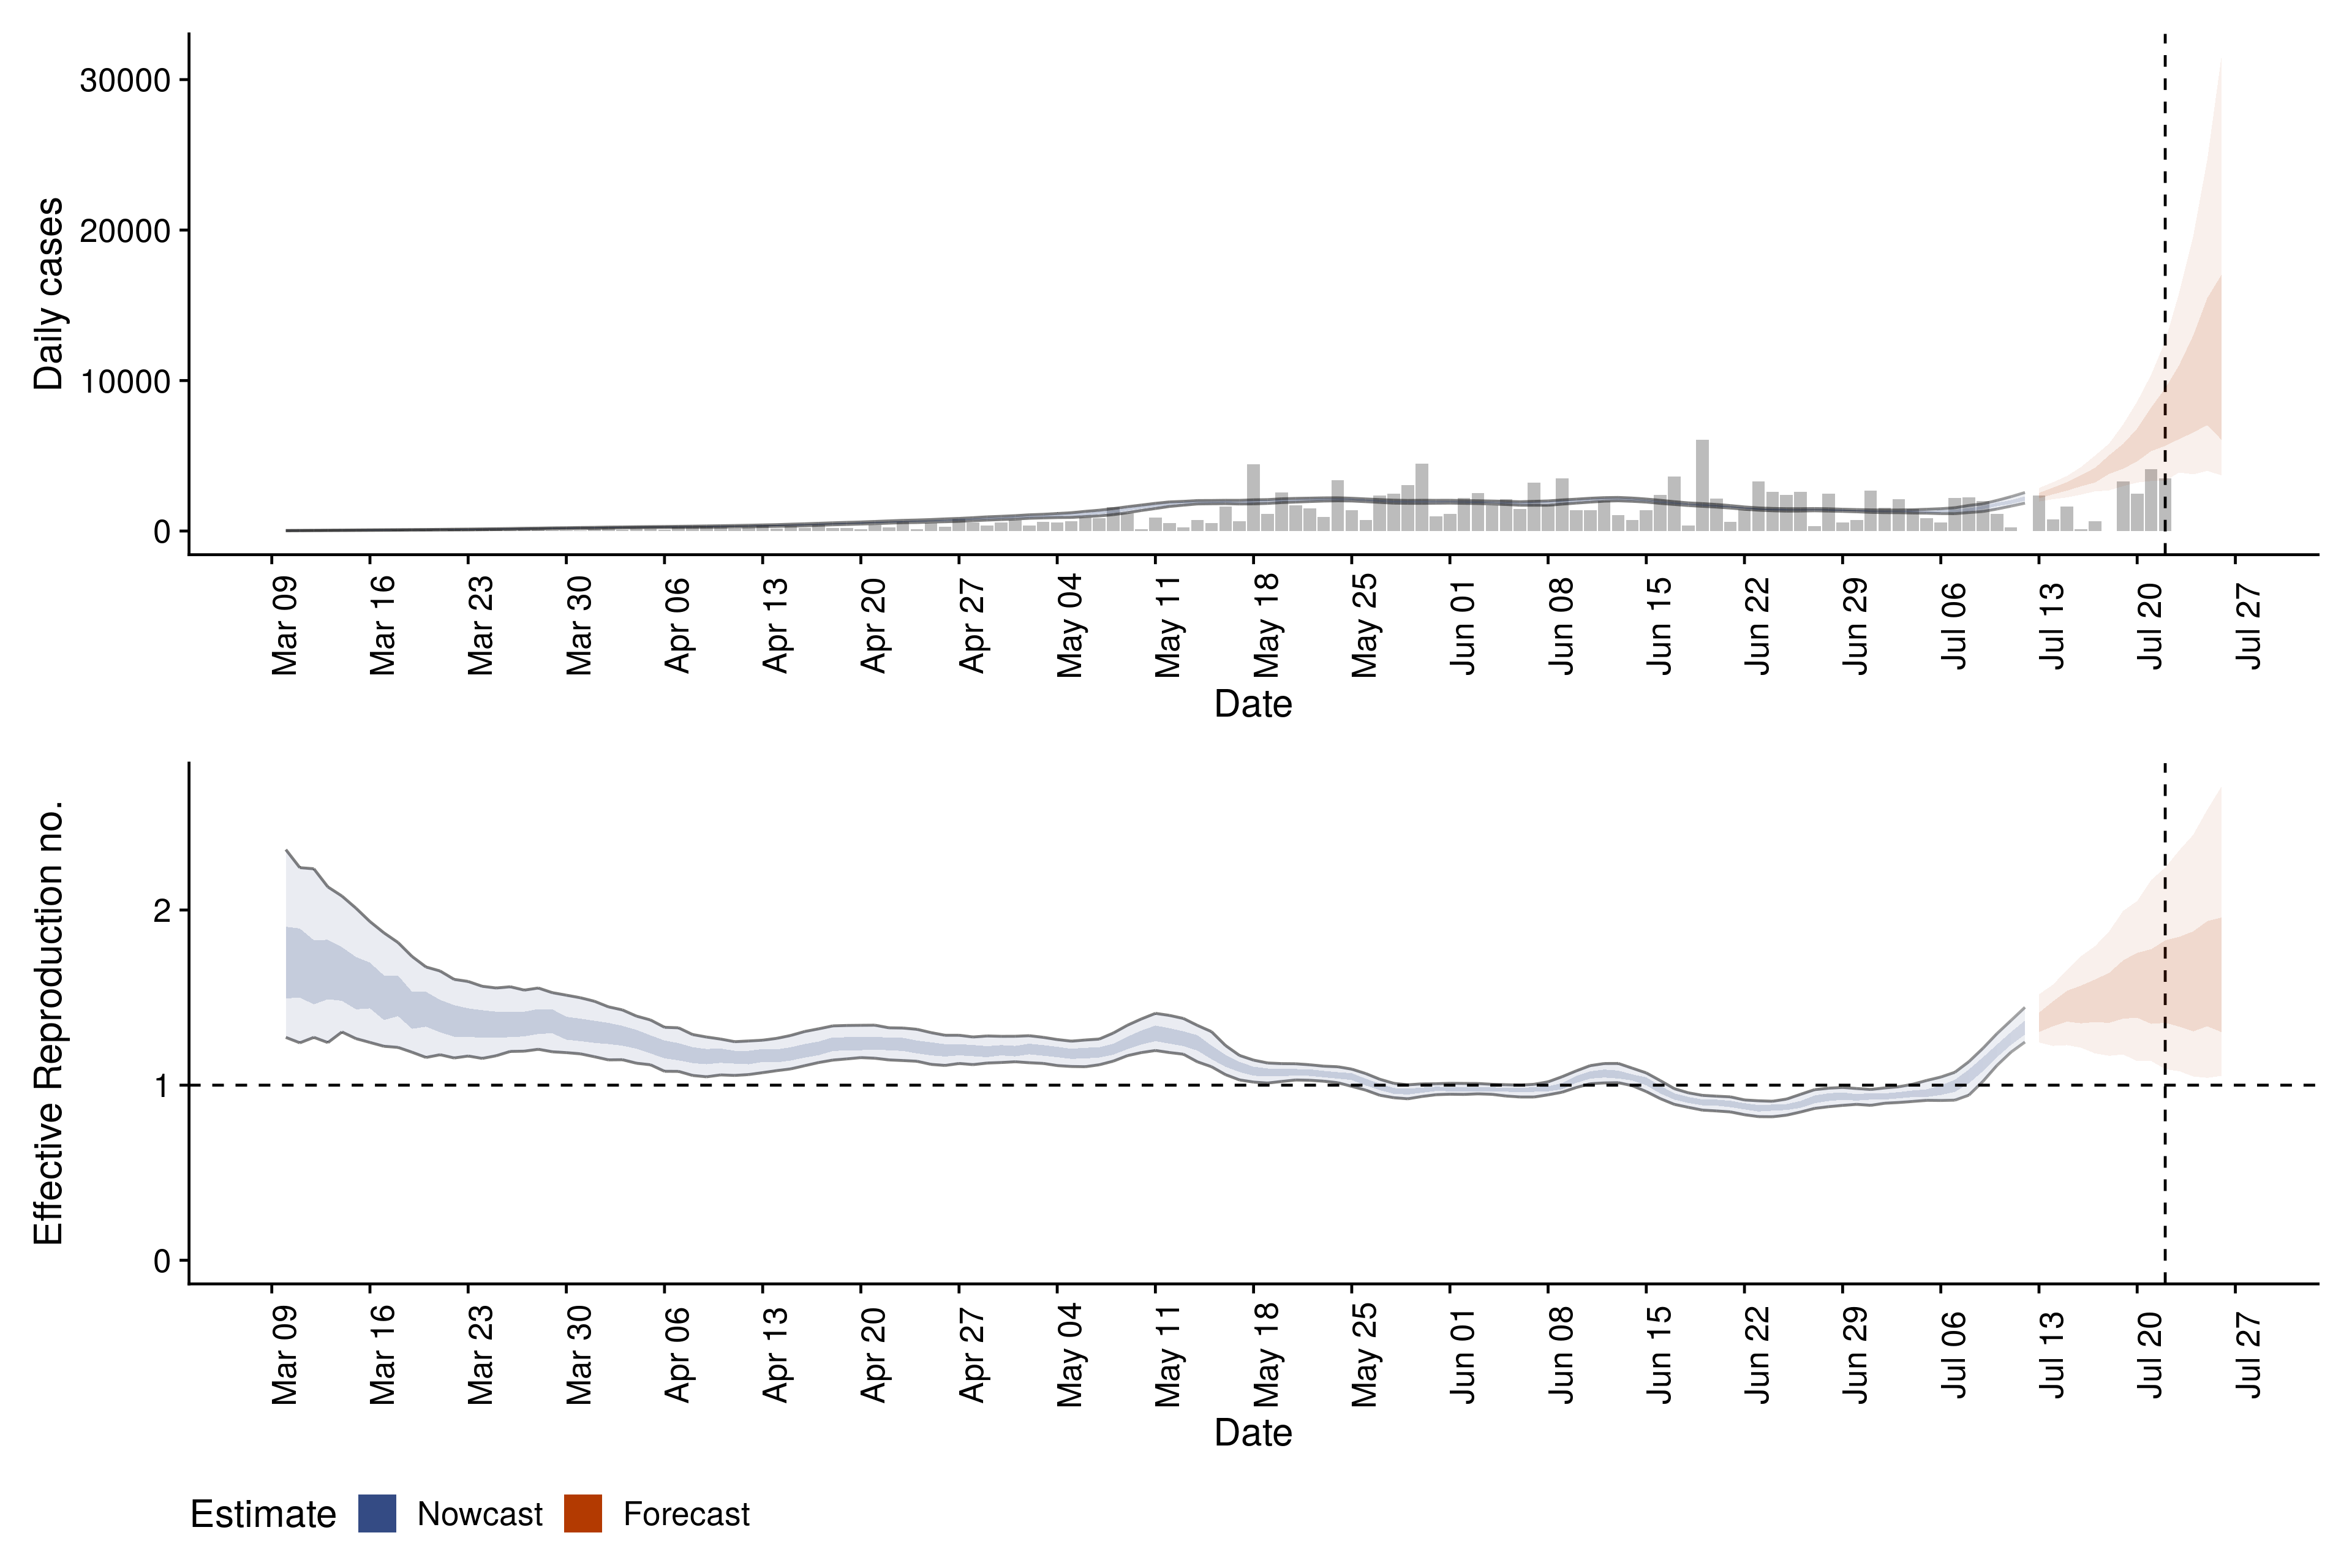 Daily cases
30000
20000
10000
0
Mar 09
Mar 16
Mar 23
Mar 30
Apr 06
Apr 13
Apr 20
Apr 27
May 04
May 11
May 18
May 25
Jun 01
Jun 08
Jun 15
Jun 22
Jun 29
Jul 06
Jul 13
Jul 20
Jul 27
Date
Effective Reproduction no.
2
1
0
Mar 09
Mar 16
Mar 23
Mar 30
Apr 06
Apr 13
Apr 20
Apr 27
May 04
May 11
May 18
May 25
Jun 01
Jun 08
Jun 15
Jun 22
Jun 29
Jul 06
Jul 13
Jul 20
Jul 27
Date
Estimate Nowcast Forecast